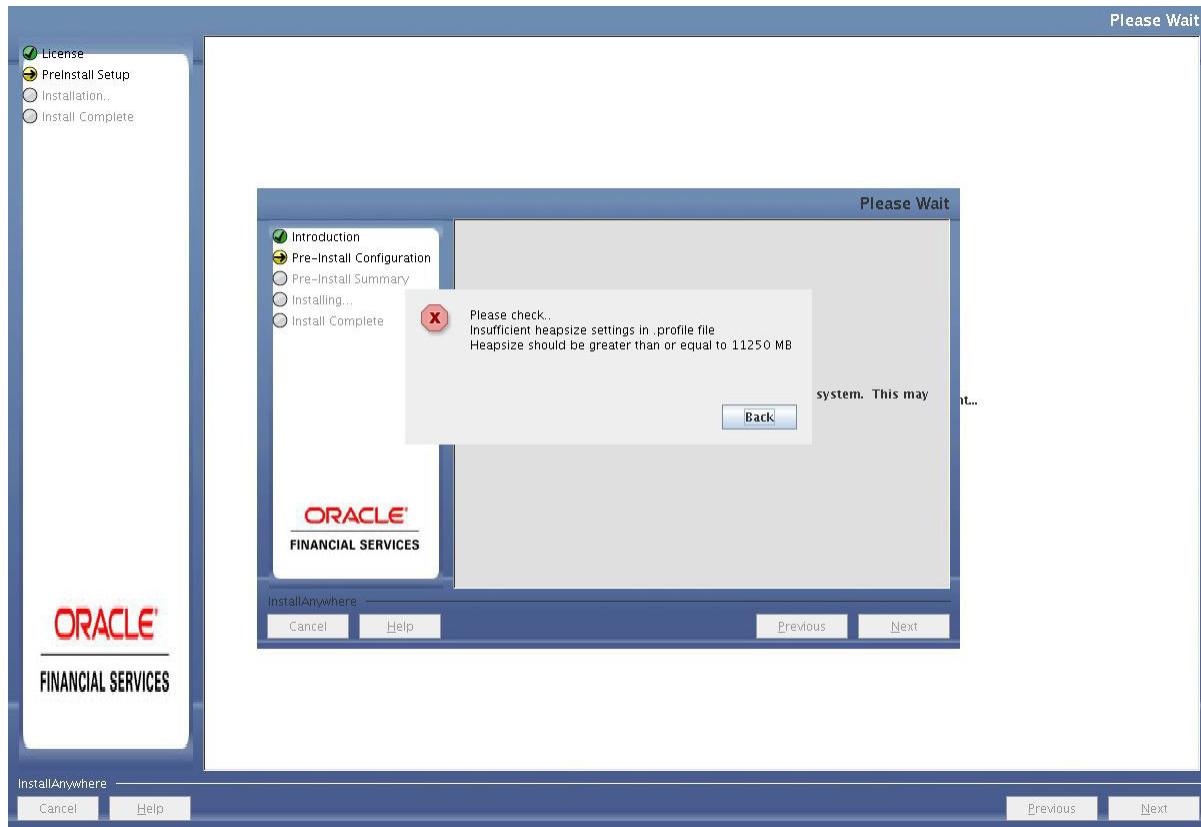 Please Wait
License
PreInstall Setup
Installation..
Install Complete
Please Wait
Introduction
Pre-Install Configuration
Pre-Install Summary
Installing...
Install Complete
Please check..
Insufficient heapsize settings in .profile file
Heapsize should be greater than or equal to 11250 MB
Back
system. This may
ORACLE
FINANCIAL SERVICES
InstallAnywhere
Cancel
Help
Previous
Next
ORACLE
FINANCIAL SERVICES
InstallAnywhere
Cancel
Help
Previous
Next